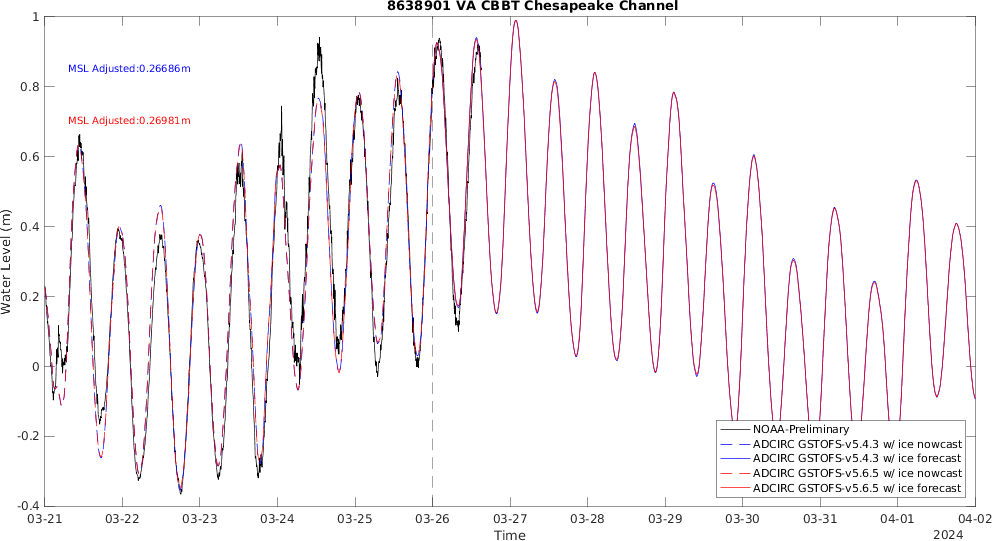 8638901 VA CBBT Chesapeake Channel
1
0.8
0.6
0.4
0.2
0
-0.2
-0.4
Water Level (m)
MSL Adjusted:0.26686m
MSL Adjusted:0.26981m
NOAA-Preliminary
ADCIRC GSTOFS-v5.4.3 w/ ice nowcast
ADCIRC GSTOFS-v5.4.3 w/ ice forecast
ADCIRC GSTOFS-v5.6.5 w/ ice nowcast
ADCIRC GSTOFS-v5.6.5 w/ ice forecast
03-21 03-22 03-23 03-24 03-25 03-26 03-27 03-28 03-29 03-30 03-31 04-01 04-02
Time
2024